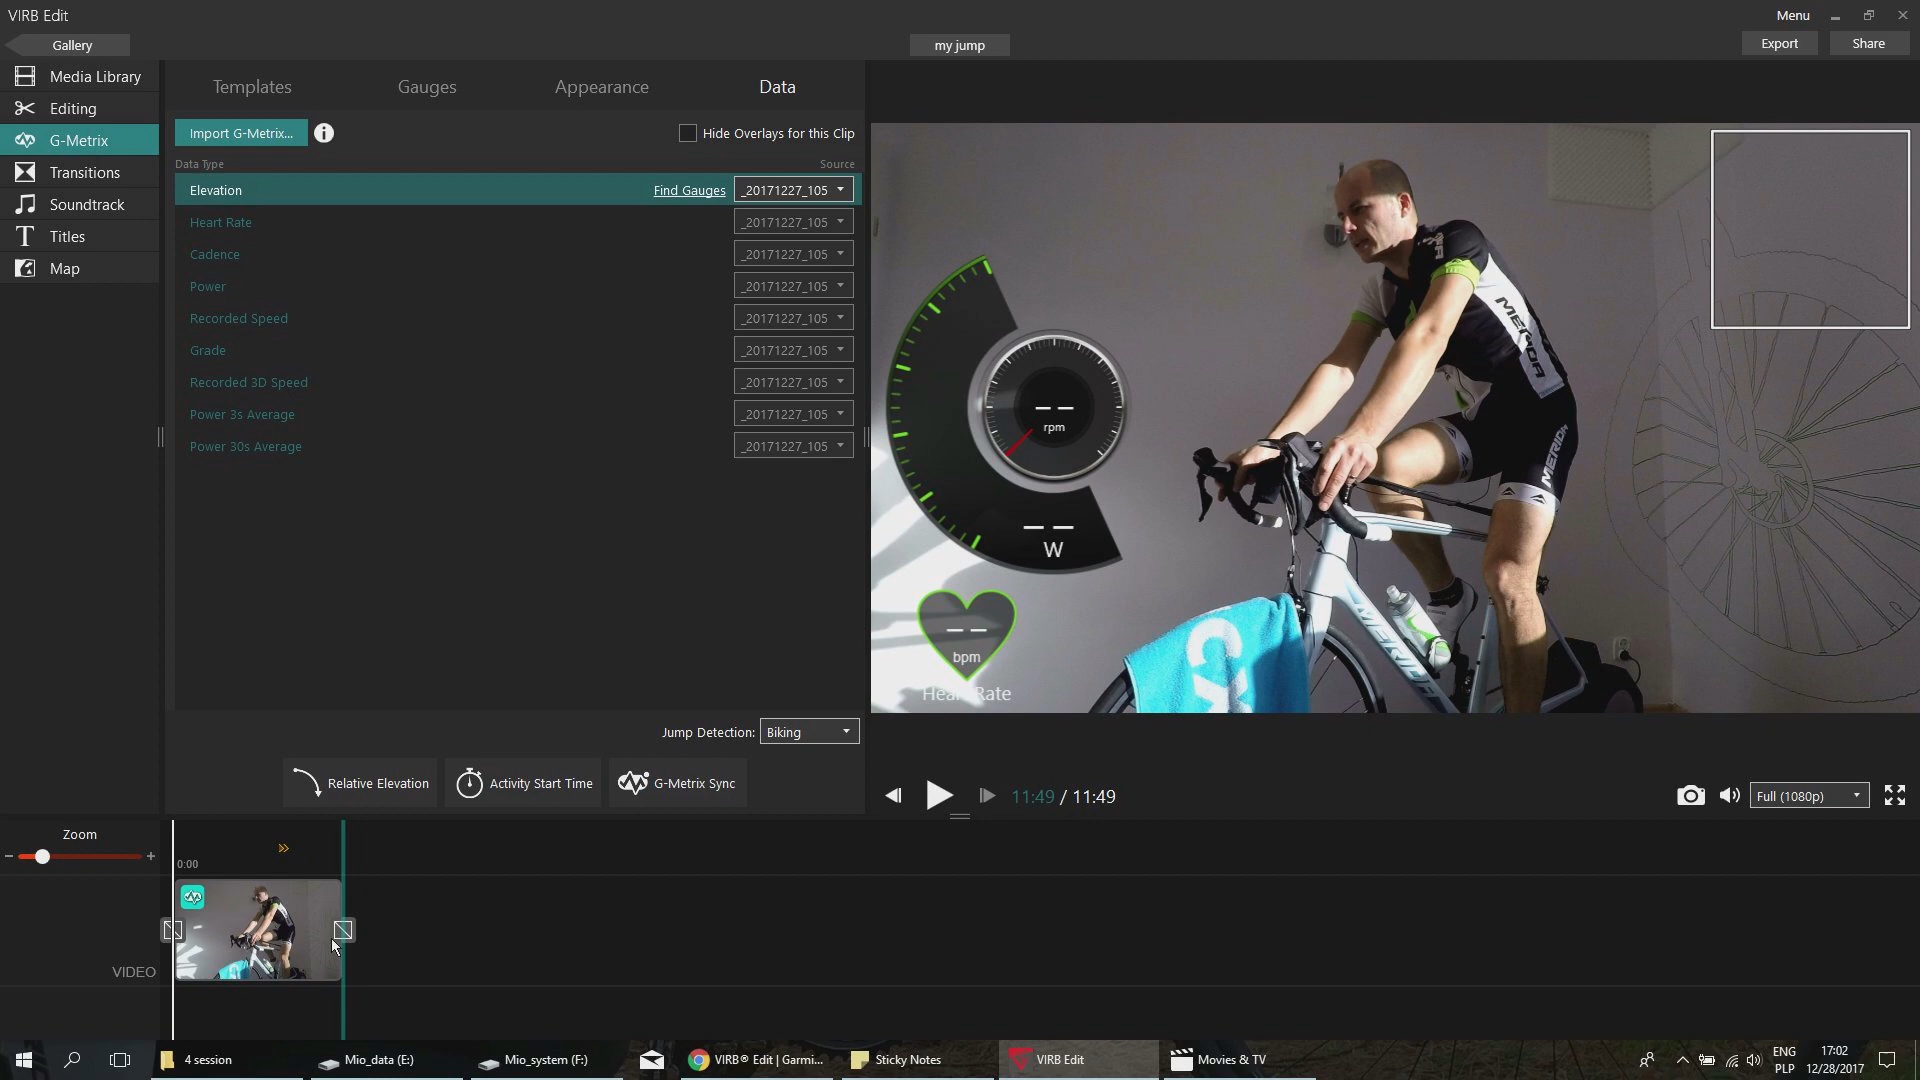 VIRB Edit
Menu
Gallery
my jump
Export
Share
Media Library
Editing
G-Metrix
Transitions
Soundtrack
Titles
Map
Templates
Gauges
Appearance
Data
Import G-Metrix...
Hide Overlays for this Clip
Data Type
Source
Elevation
Find Gauges
_20171227_105
Heart Rate
_20171227_105
Cadence
_20171227_105
Power
_20171227_105
Recorded Speed
_20171227_105
Grade
_20171227_105
Recorded 3D Speed
_20171227_105
Power 3s Average
_20171227_105
Power 30s Average
_20171227_105
Jump Detection:
Biking
Relative Elevation
Activity Start Time
G-Metrix Sync
-- rpm
-- W
-- bpm
Heart Rate
MERIDA
MERIDA
MERIDA
11:49 / 11:49
Full (1080p)
Zoom
0:00
VIDEO
4 session
Mio_data (E:)
Mio_system (F:)
VIRB® Edit | Garmi...
Sticky Notes
VIRB Edit
Movies & TV
ENG
PLP
17:02
12/28/2017